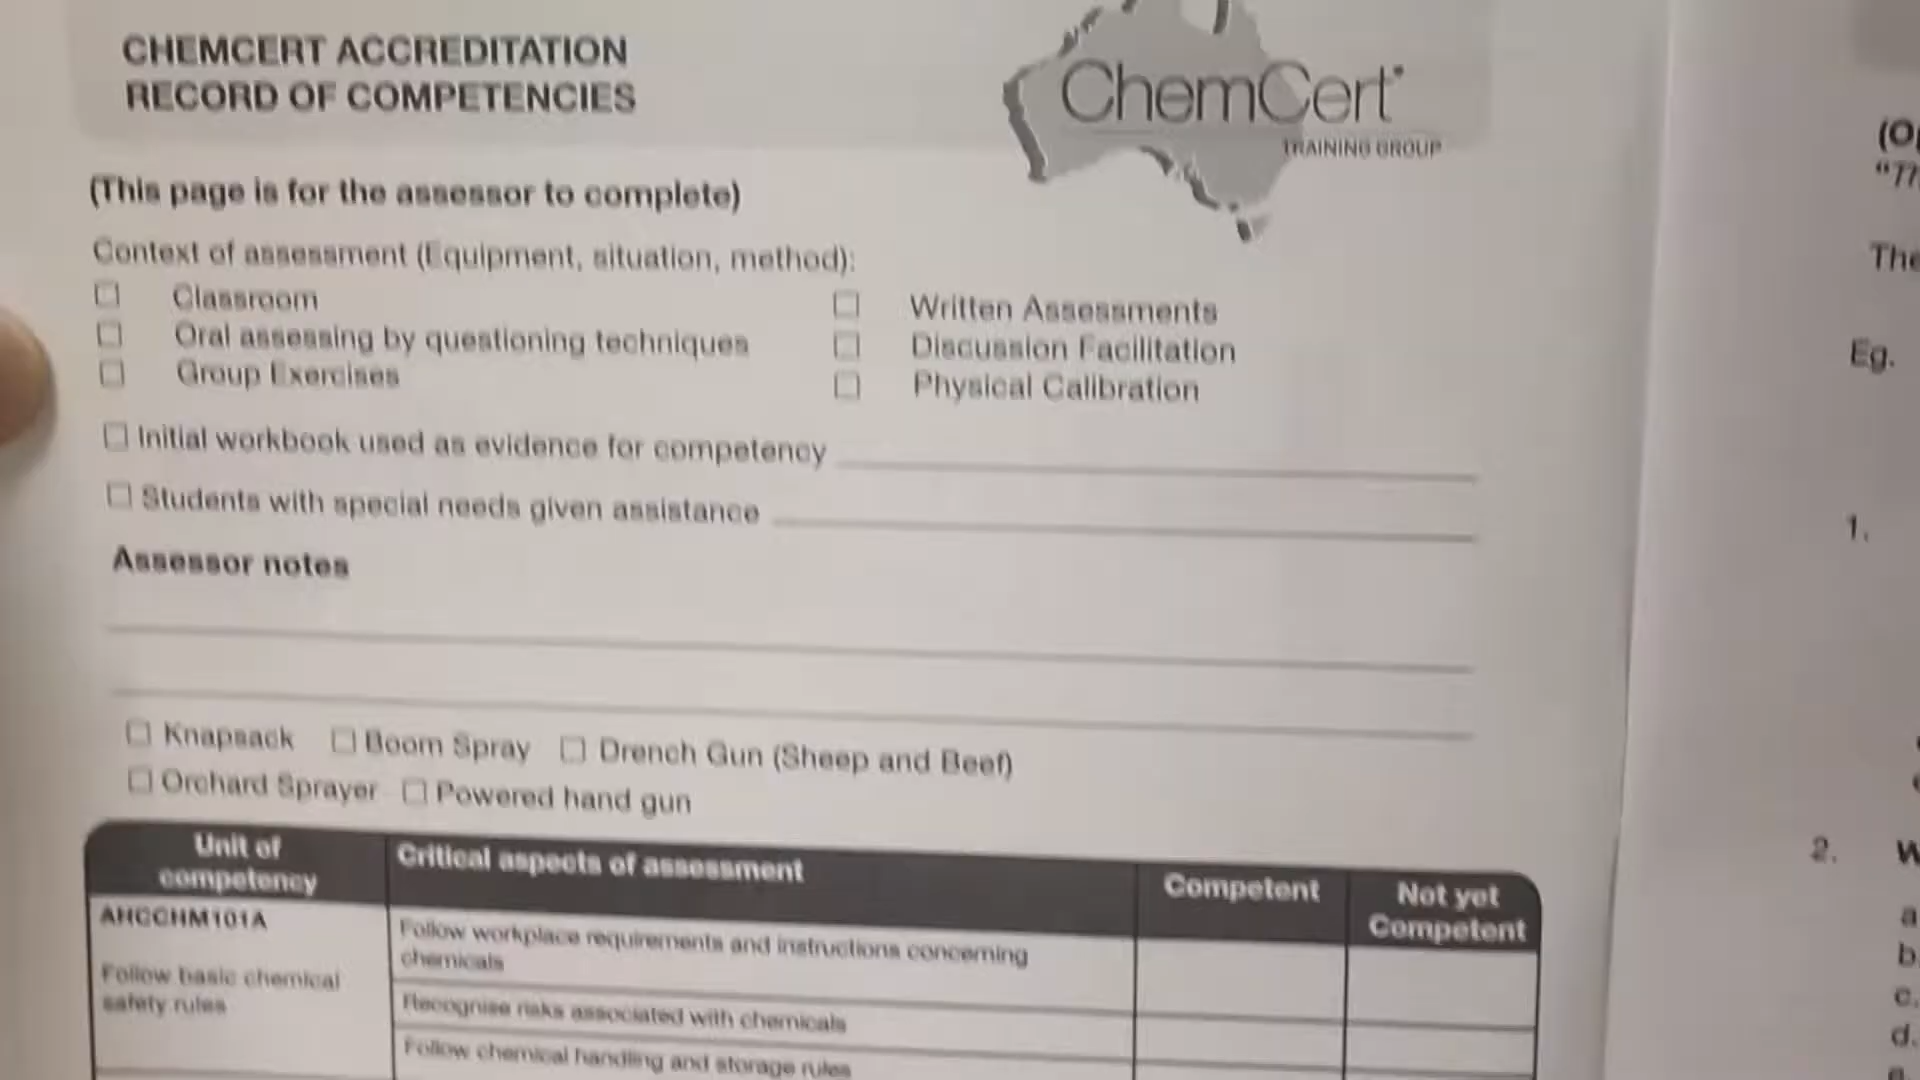 CHEMCERT ACCREDITATION
RECORD OF COMPETENCIES
ChemCert
TRAINING GROUP
(This page is for the assessor to complete)
Context of assessment (Equipment, situation, method):
Classroom
Oral assessing by questioning techniques
Group Exercises
Written Assessments
Discussion Facilitation
Physical Calibration
Initial workbook used as evidence for competency
Students with special needs given assistance
Assessor notes
Knapsack Boom Spray Drench Gun (Sheep and Beef)
Orchard Sprayer Powered hand gun
Unit of
competency
Critical aspects of assessment
Competent
Not yet
Competent
AHCCHM101A
Follow basic chemical
safety rules
Follow workplace requirements and instructions concerning
chemicals
Recognise risks associated with chemicals
Follow chemical handling and storage rules
Eg.
1.
2.
a
b.
c.
d.